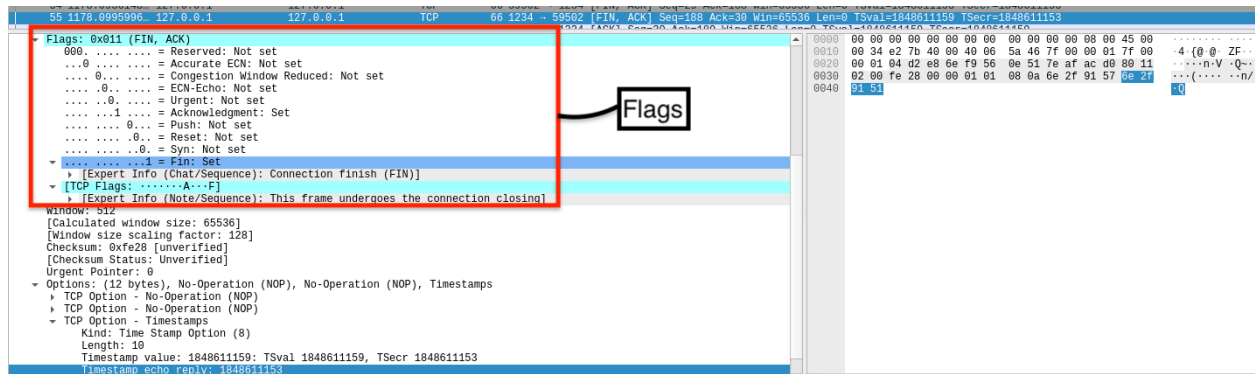 55 1178.0995996… 127.0.0.1 127.0.0.1 TCP 66 1234 → 59502 [FIN, ACK] Seq=188 Ack=30 Win=65536 Len=0 TSval=1848611159 TSecr=1848611153
Flags: 0x011 (FIN, ACK)
000. .... .... = Reserved: Not set
...0 .... .... = Accurate ECN: Not set
.... 0... .... = Congestion Window Reduced: Not set
.... .0.. .... = ECN-Echo: Not set
.... ..0. .... = Urgent: Not set
.... ...1 .... = Acknowledgment: Set
.... .... 0... = Push: Not set
.... .... .0.. = Reset: Not set
.... .... ..0. = Syn: Not set
.... .... ...1 = Fin: Set
[Expert Info (Chat/Sequence): Connection finish (FIN)]
[TCP Flags: ·······A···F]
[Expert Info (Note/Sequence): This frame undergoes the connection closing]
Window: 512
[Calculated window size: 65536]
[Window size scaling factor: 128]
Checksum: 0xfe28 [unverified]
[Checksum Status: Unverified]
Urgent Pointer: 0
Options: (12 bytes), No-Operation (NOP), No-Operation (NOP), Timestamps
TCP Option - No-Operation (NOP)
TCP Option - No-Operation (NOP)
TCP Option - Timestamps
Kind: Time Stamp Option (8)
Length: 10
Timestamp value: 1848611159: TSval 1848611159, TSecr 1848611153
Timestamp echo reply: 1848611153
Flags
0000 00 00 00 00 00 00 00 00 00 00 00 00 08 00 45 00 ········ ····
0010 00 34 e2 7b 40 00 40 06 5a 46 7f 00 00 01 7f 00 ·4·{@·@· ZF··
0020 00 01 04 d2 e8 6e f9 56 0e 51 7e af ac d0 80 11 ·····n·V ·Q~·
0030 02 00 fe 28 00 00 01 01 08 0a 6e 2f 91 57 6e 2f ···(···· ··n/
0040 91 51 ·Q